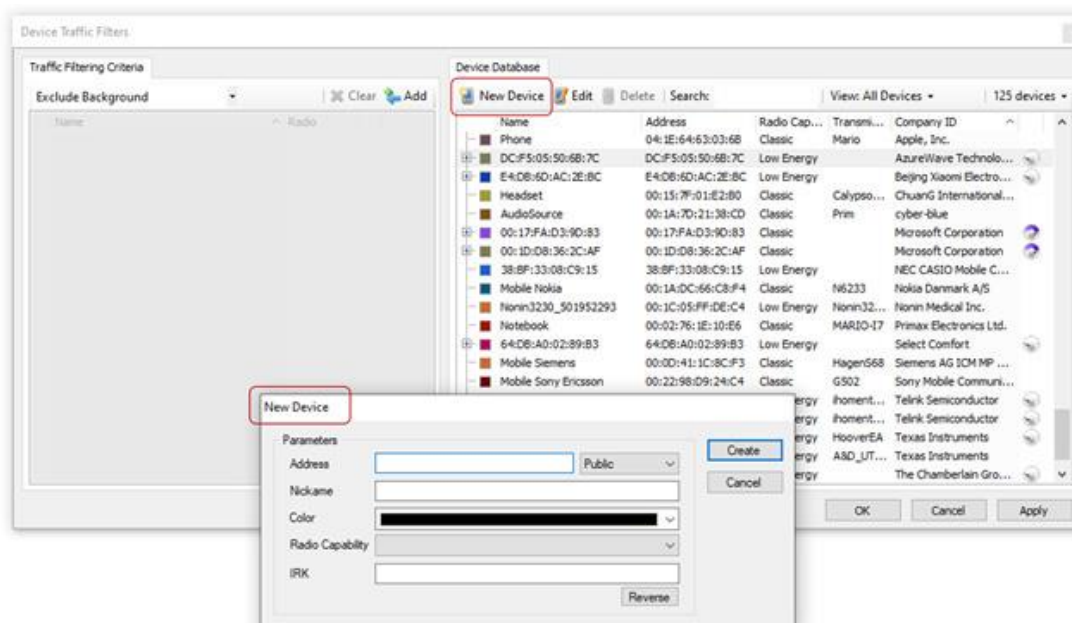 Device Traffic Filters
Traffic Filtering Criteria
Device Database
Exclude Background Clear Add
New Device Edit Delete Search: View: All Devices 125 devices
Name Radio
Name Address Radio Cap... Transmi... Company ID
Phone 04:1E:64:63:03:6B Classic Mario Apple, Inc.
DC:F5:05:50:6B:7C DC:F5:05:50:6B:7C Low Energy AzureWave Technolo...
E4:DB:6D:AC:2E:BC E4:DB:6D:AC:2E:BC Low Energy Beijing Xiaomi Electro...
Headset 00:15:7F:01:E2:B0 Classic Calypso... ChuanG International...
AudioSource 00:1A:7D:21:38:CD Classic Prim cyber-blue
00:17:FA:D3:9D:83 00:17:FA:D3:9D:83 Classic Microsoft Corporation
00:1D:D8:36:2C:AF 00:1D:D8:36:2C:AF Classic Microsoft Corporation
38:8F:33:08:C9:15 38:8F:33:08:C9:15 Low Energy NEC CASIO Mobile C...
Mobile Nokia 00:1A:DC:66:C8:F4 Classic N6233 Nokia Danmark A/S
Nonin3230_501952293 00:1C:05:FF:DE:C4 Low Energy Nonin32... Nonin Medical Inc.
Notebook 00:02:76:1E:10:E6 Classic MARIO-I7 Primax Electronics Ltd.
64:DB:A0:02:89:B3 64:DB:A0:02:89:B3 Low Energy Select Comfort
Mobile Siemens 00:0D:41:1C:8C:F3 Classic HagenS68 Siemens AG ICM MP ...
Mobile Sony Ericsson 00:22:98:D9:24:C4 Classic G502 Sony Mobile Communi...
ergy ihoment... Telink Semiconductor
ergy ihoment... Telink Semiconductor
ergy HooverEA Texas Instruments
ergy A&D_UT... Texas Instruments
ergy The Chamberlain Gro...
OK Cancel Apply
New Device
Parameters
Address Public
Nickame
Color
Radio Capability
IRK
Reverse
Create
Cancel